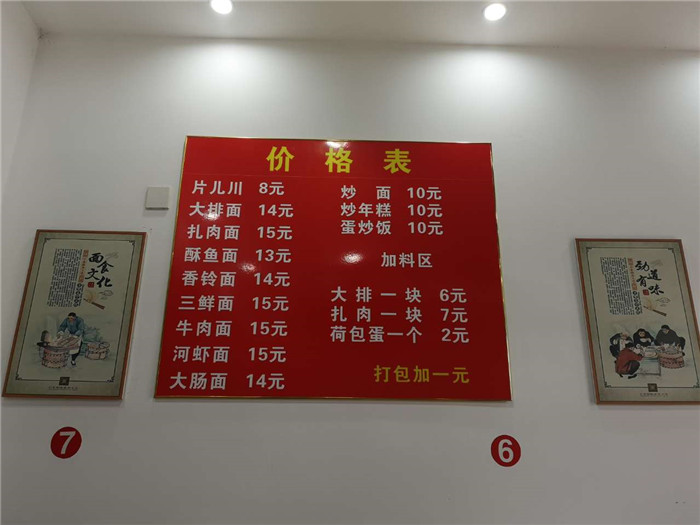 价格表
片儿川 8元
大排面 14元
扎肉面 15元
酥鱼面 13元
香铃面 14元
三鲜面 15元
牛肉面 15元
河虾面 15元
大肠面 14元
炒面 10元
炒年糕 10元
蛋炒饭 10元
加料区
大排一块 6元
扎肉一块 7元
荷包蛋一个 2元
打包加一元
面食文化
劲道有味
7
6